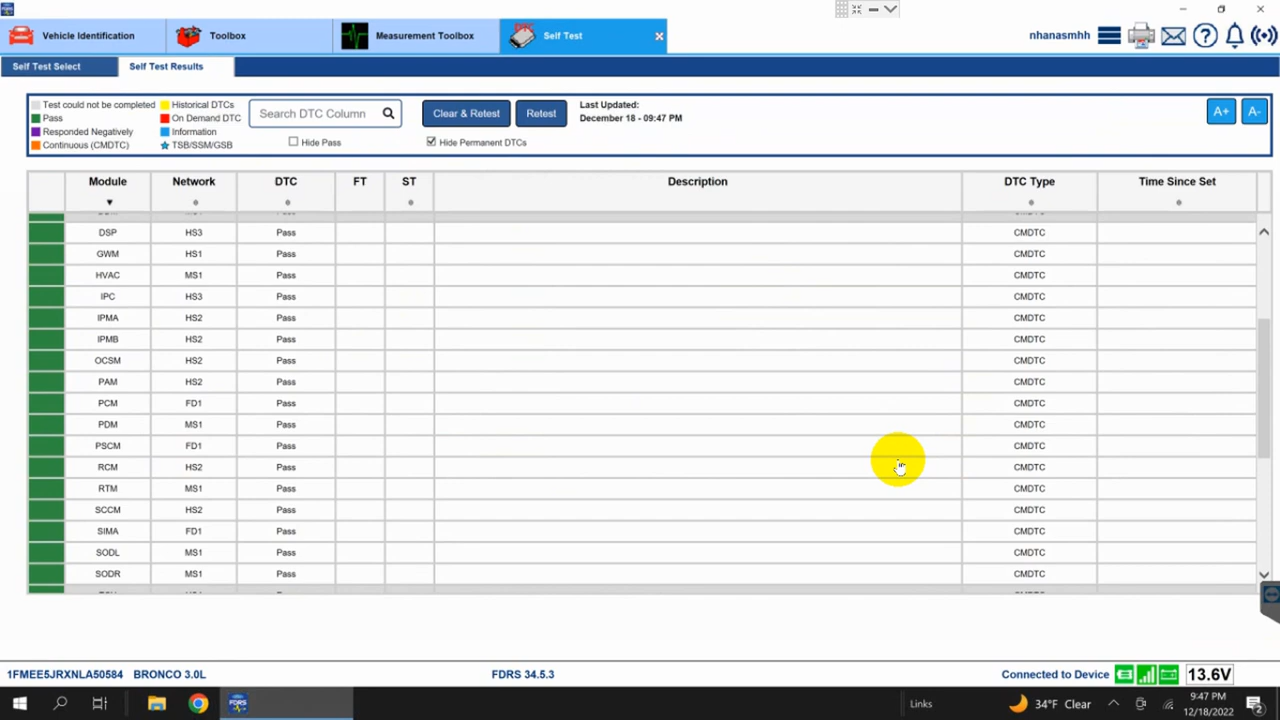 Vehicle Identification Toolbox Measurement Toolbox Self Test nhanasmhh
Self Test Select Self Test Results
Test could not be completed Historical DTCs
Pass On Demand DTC
Responded Negatively Information
Continuous (CMDTC) TSB/SSM/GSB
Search DTC Column Clear & Retest Retest
Hide Pass Hide Permanent DTCs
Last Updated:
December 18 - 09:47 PM
A+ A-
Module Network DTC FT ST Description DTC Type Time Since Set
DSP HS3 Pass CMDTC
GWM HS1 Pass CMDTC
HVAC MS1 Pass CMDTC
IPC HS3 Pass CMDTC
IPMA HS2 Pass CMDTC
IPMB HS2 Pass CMDTC
OCSM HS2 Pass CMDTC
PAM HS2 Pass CMDTC
PCM FD1 Pass CMDTC
PDM MS1 Pass CMDTC
PSCM FD1 Pass CMDTC
RCM HS2 Pass CMDTC
RTM MS1 Pass CMDTC
SCCM HS2 Pass CMDTC
SIMA FD1 Pass CMDTC
SODL MS1 Pass CMDTC
SODR MS1 Pass CMDTC
1FMEE5JRXNLA50584 BRONCO 3.0L FDRS 34.5.3 Connected to Device 13.6V
FDRS Links 34°F Clear 9:47 PM
12/18/2022 2